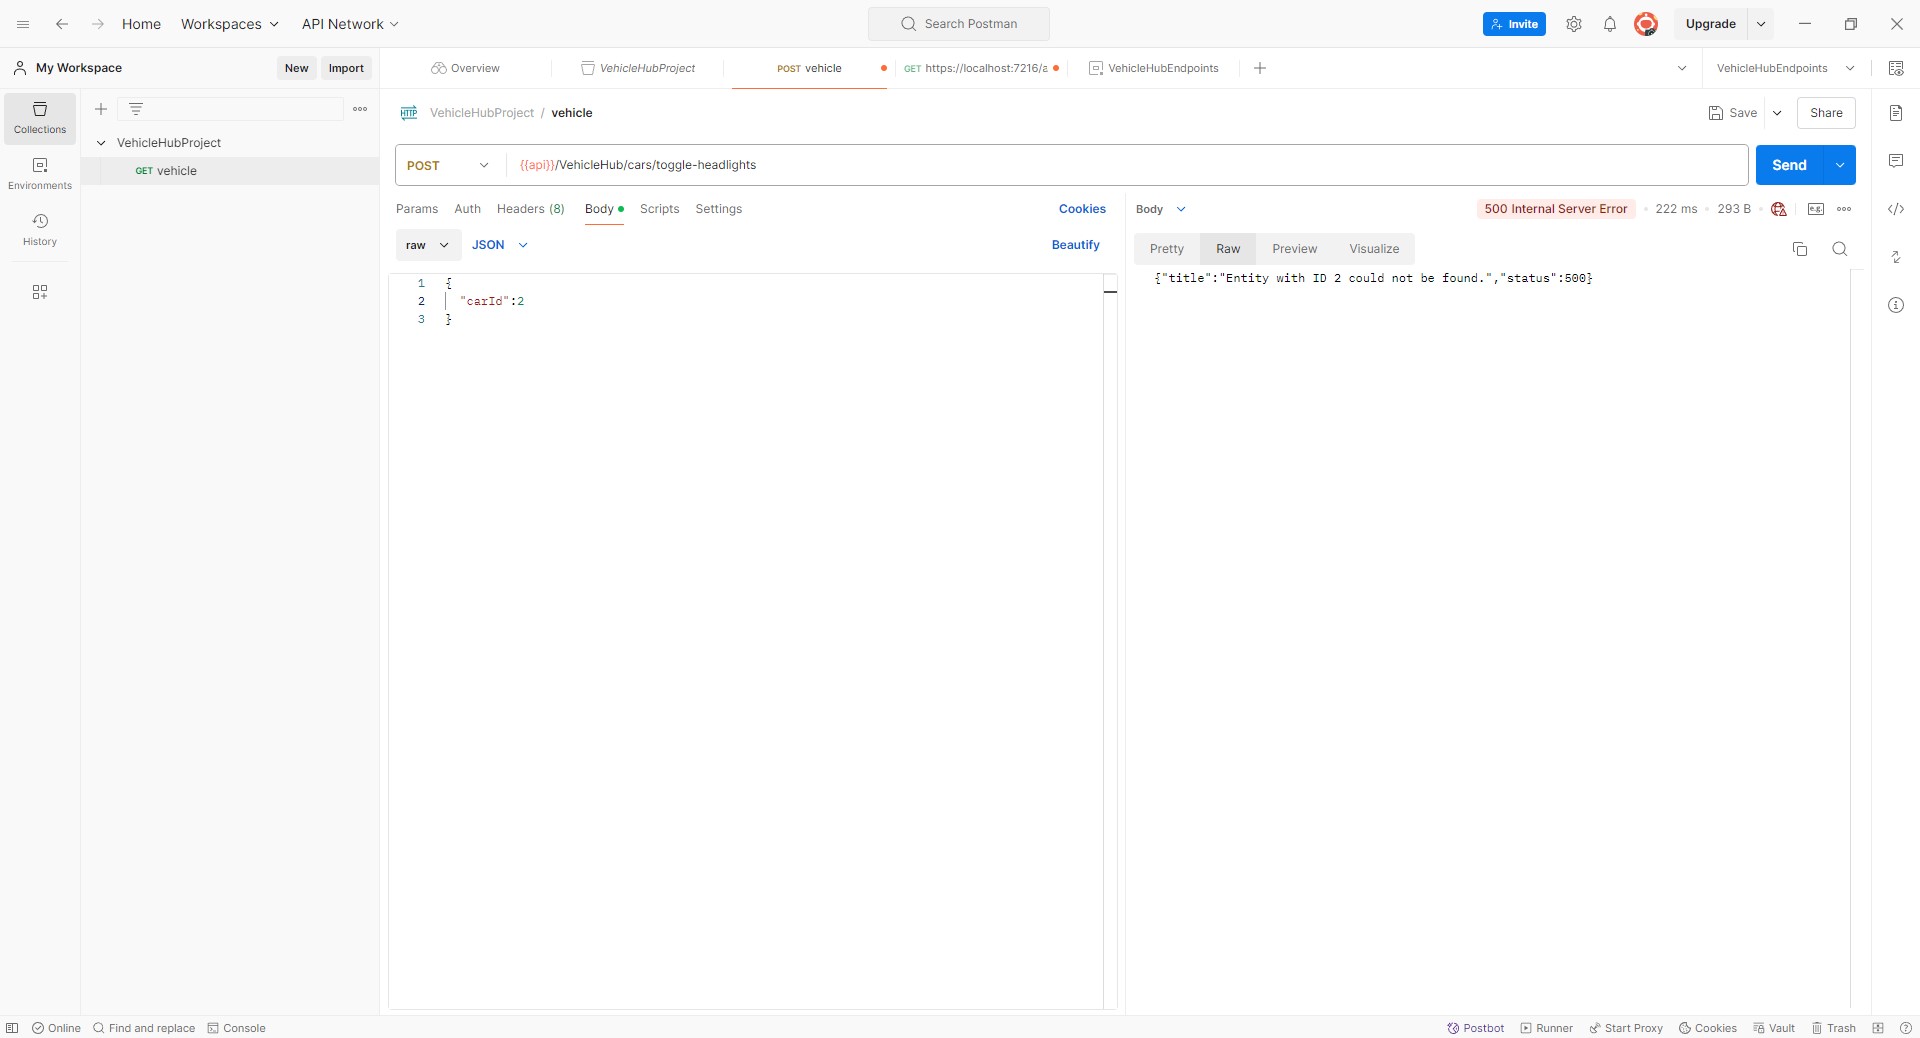 Home Workspaces API Network Search Postman Invite Upgrade
My Workspace New Import Overview VehicleHubProject POST vehicle GET https://localhost:7216/a VehicleHubEndpoints VehicleHubEndpoints
Collections
Environments
History
VehicleHubProject
GET vehicle
HTTP VehicleHubProject / vehicle Save Share
POST {{api}}/VehicleHub/cars/toggle-headlights Send
Params Auth Headers (8) Body Scripts Settings Cookies
raw JSON Beautify
1 {
2 "carId":2
3 }
Body 500 Internal Server Error 222 ms 293 B e.g.
Pretty Raw Preview Visualize
{"title":"Entity with ID 2 could not be found.","status":500}
Online Find and replace Console Postbot Runner Start Proxy Cookies Vault Trash